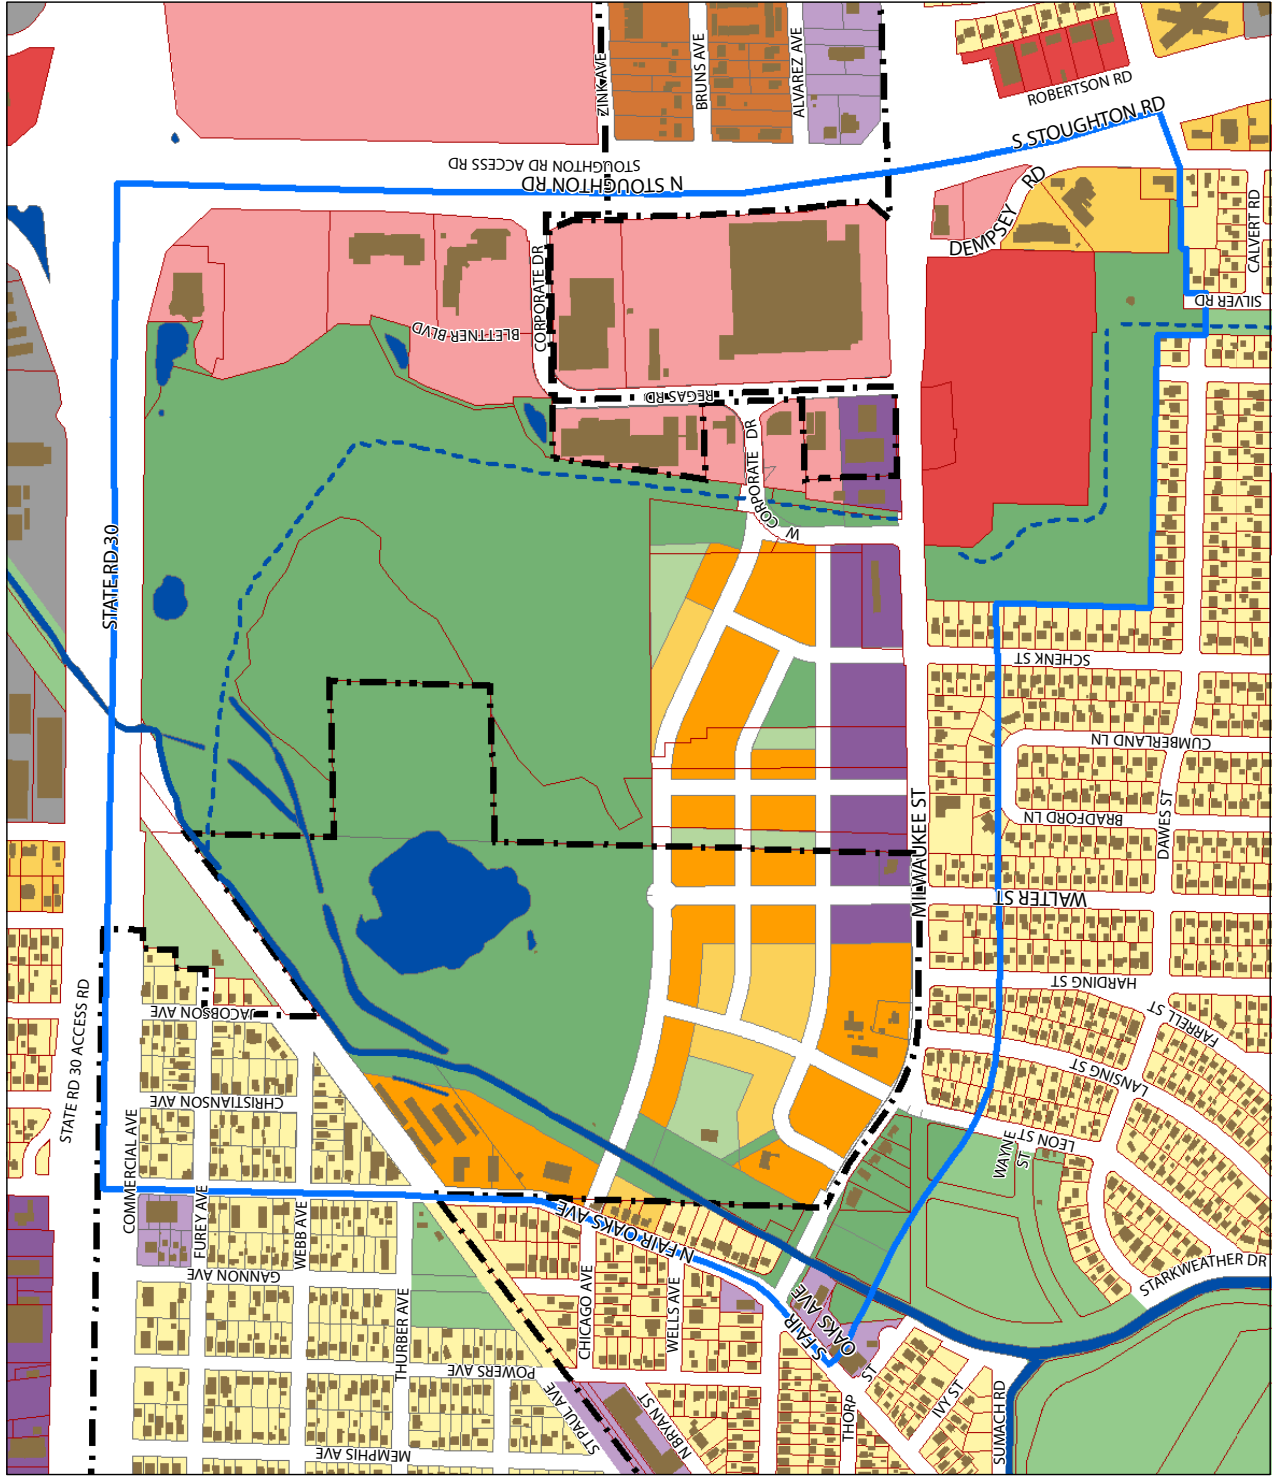 ZINK AVE
BRUNS AVE
ALVAREZ AVE
ROBERTSON RD
S STOUGHTON RD
STOUGHTON RD ACCESS RD
N STOUGHTON RD
DEMPSEY RD
CALVERT RD
SILVER RD
CORPORATE DR
BLETTNER BLVD
REGAS RD
W CORPORATE DR
STATE RD 30
SCHENK ST
CUMBERLAND LN
BRADFORD LN
DAWES ST
MILWAUKEE ST
WALTER ST
HARDING ST
FARRELL ST
LANSING ST
LEON ST
WAYNE ST
STATE RD 30 ACCESS RD
JACOBSON AVE
CHRISTIANSON AVE
COMMERCIAL AVE
FUREY AVE
WEBB AVE
GANNON AVE
N FAIR OAKS AVE
S FAIR OAKS AVE
STARKWEATHER DR
CHICAGO AVE
WELLS AVE
THURBER AVE
POWERS AVE
ST PAUL AVE
N BRYAN ST
THORP ST
IVY ST
SUMACH RD
MEMPHIS AVE